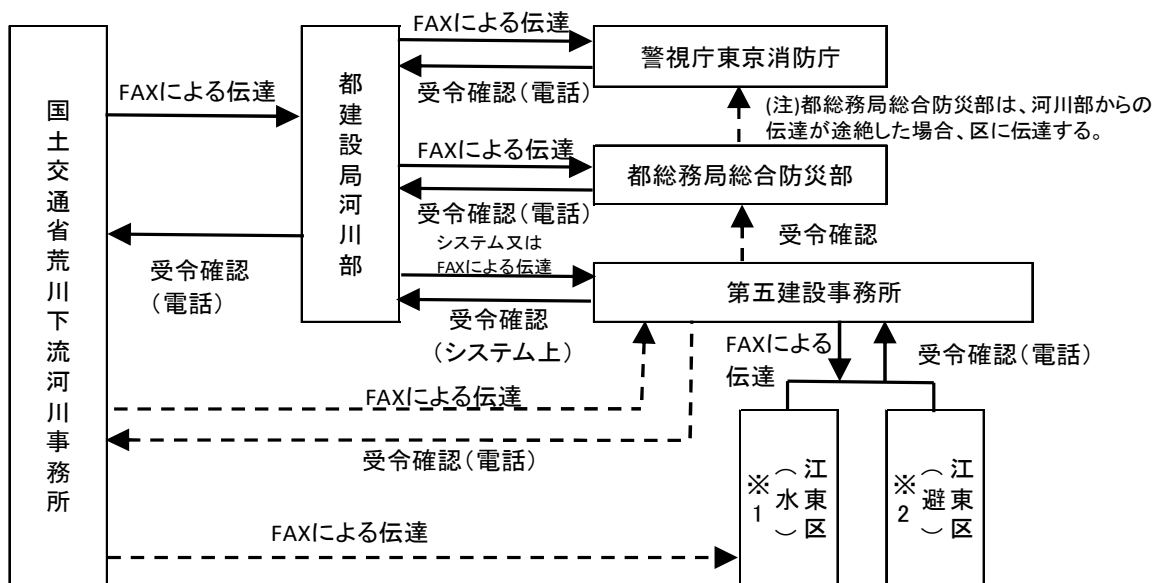 国土交通省荒川下流河川事務所
FAXによる伝達
受令確認
（電話）
都建設局河川部
FAXによる伝達
受令確認（電話）
警視庁東京消防庁
(注)都総務局総合防災部は、河川部からの
伝達が途絶した場合、区に伝達する。
FAXによる伝達
受令確認（電話）
都総務局総合防災部
受令確認
システム又は
FAXによる伝達
受令確認
（システム上）
第五建設事務所
FAXによる
伝達
受令確認（電話）
FAXによる伝達
受令確認（電話）
FAXによる伝達
江東区
（水）
※1
江東区
（避）
※2